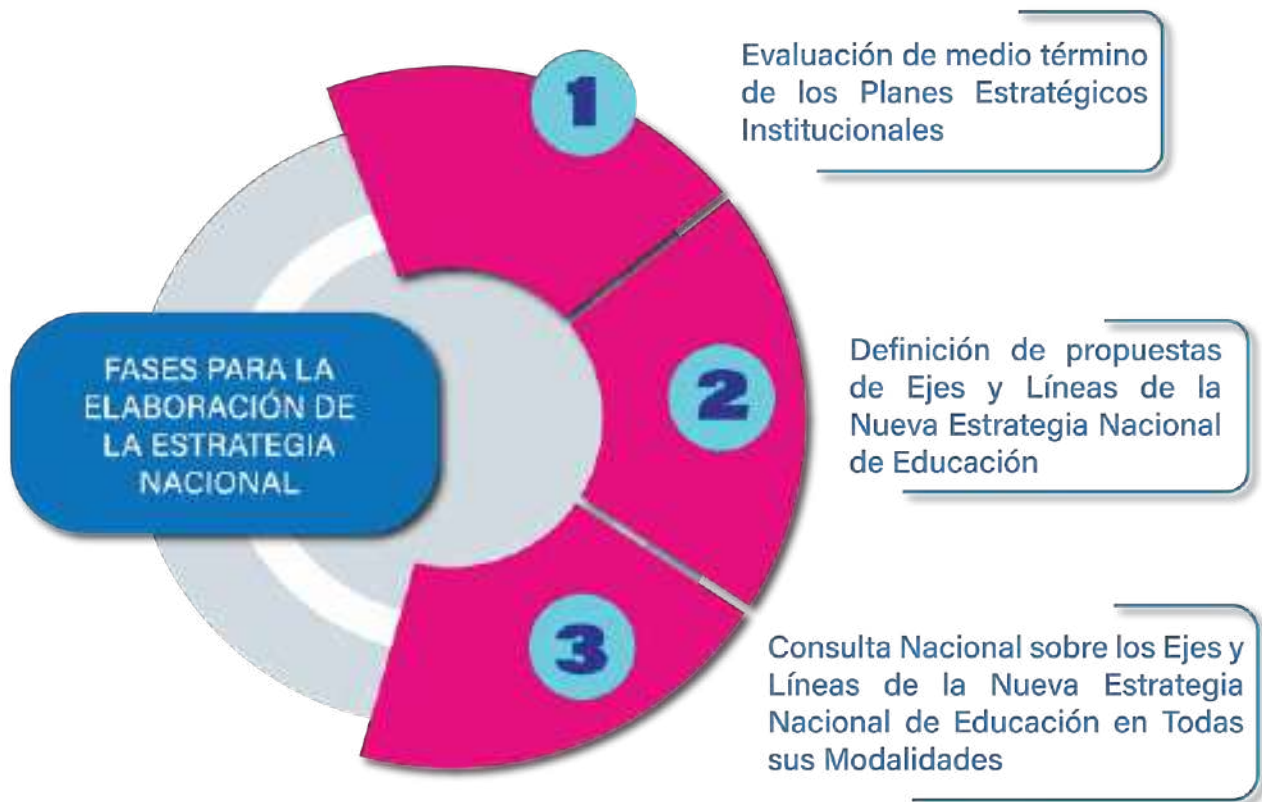 1
Evaluación de medio término
de los Planes Estratégicos
Institucionales
FASES PARA LA
ELABORACIÓN DE
LA ESTRATEGIA
NACIONAL
2
Definición de propuestas
de Ejes y Líneas de la
Nueva Estrategia Nacional
de Educación
3
Consulta Nacional sobre los Ejes y
Líneas de la Nueva Estrategia
Nacional de Educación en Todas
sus Modalidades